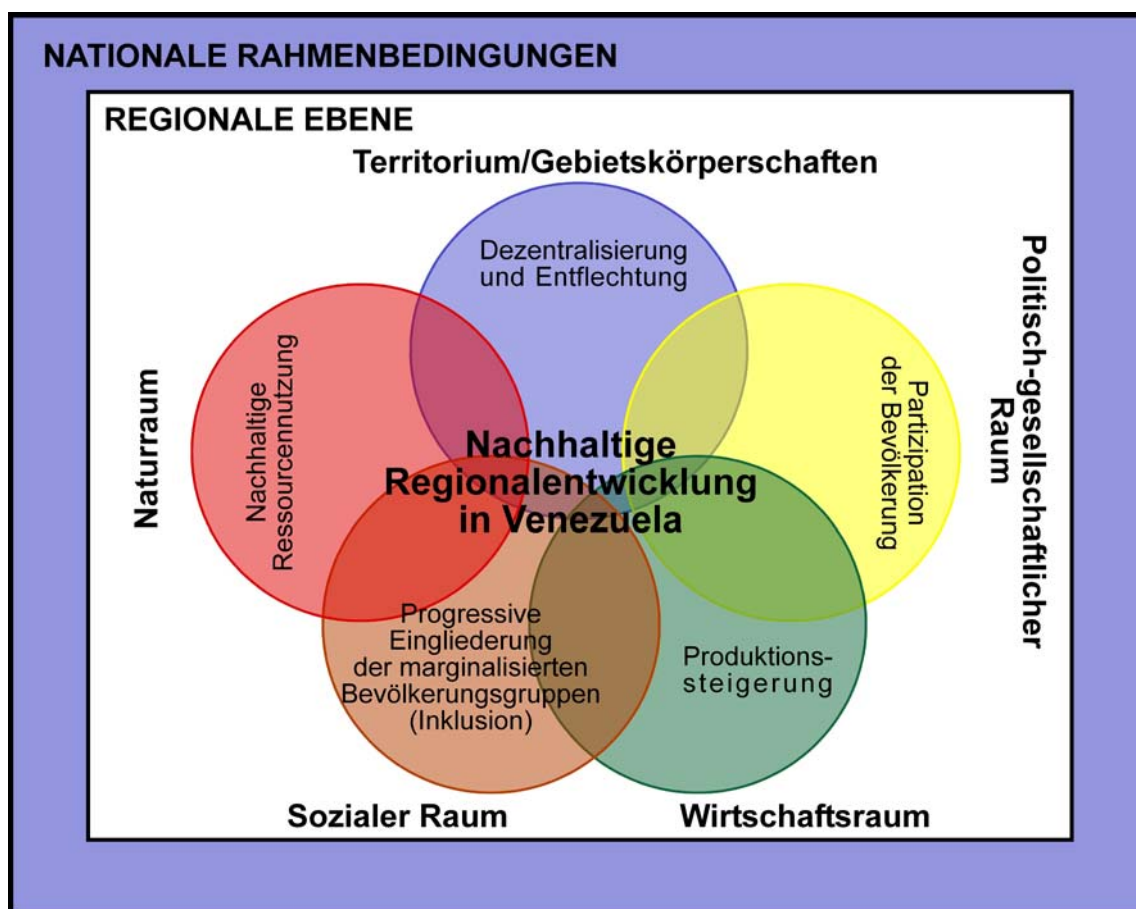 NATIONALE RAHMENBEDINGUNGEN
REGIONALE EBENE
Territorium/Gebietskörperschaften
Dezentralisierung
und Entflechtung
Politisch-gesellschaftlicher
Raum
Partizipation
der Bevölkerung
Naturraum
Nachhaltige
Ressourcennutzung
Nachhaltige
Regionalentwicklung
in Venezuela
Progressive
Eingliederung
der marginalisierten
Bevölkerungsgruppen
(Inklusion)
Produktions-
steigerung
Sozialer Raum
Wirtschaftsraum